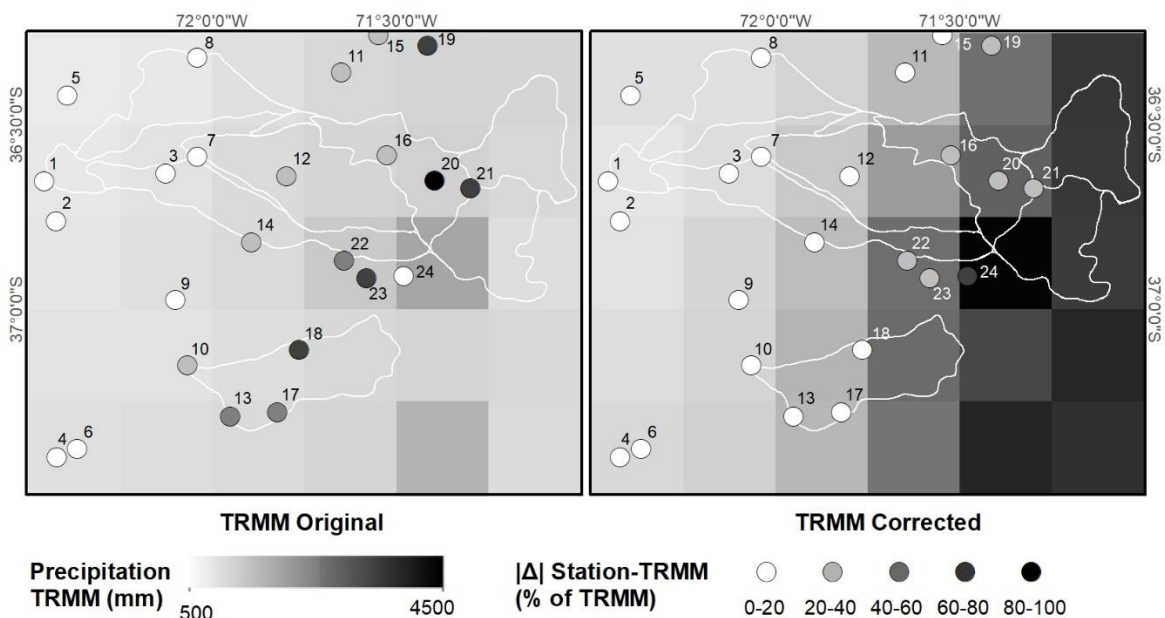 72°0'0"W 71°30'0"W 72°0'0"W 71°30'0"W
36°30'0"S 37°0'0"S
8 15 19
5 11
7 16
1 3 12 20 21
2
14 22
23 24
9
18
10
13 17
4 6
8 15 19
5 11
7 16
1 3 12 20 21
2
14 22
23 24
9
18
10
13 17
4 6
36°30'0"S 37°0'0"S
TRMM Original TRMM Corrected
Precipitation
TRMM (mm)
500 4500
|Δ| Station-TRMM
(% of TRMM)
0-20 20-40 40-60 60-80 80-100